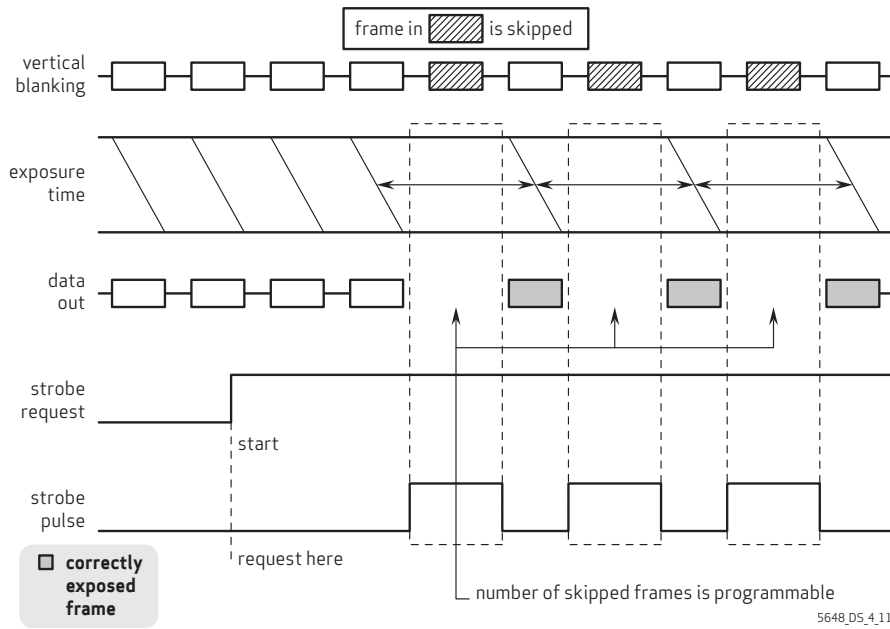 frame in is skipped
vertical
blanking
exposure
time
data
out
strobe
request
start
strobe
pulse
request here
correctly
exposed
frame
number of skipped frames is programmable
5648_DS_4_11